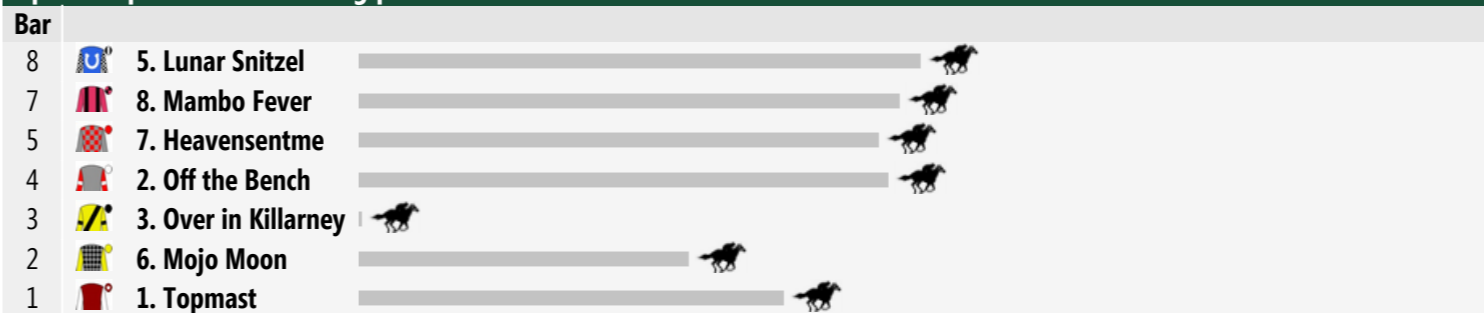 Bar
8 5. Lunar Snitzel
7 8. Mambo Fever
5 7. Heavensentme
4 2. Off the Bench
3 3. Over in Killarney
2 6. Mojo Moon
1 1. Topmast